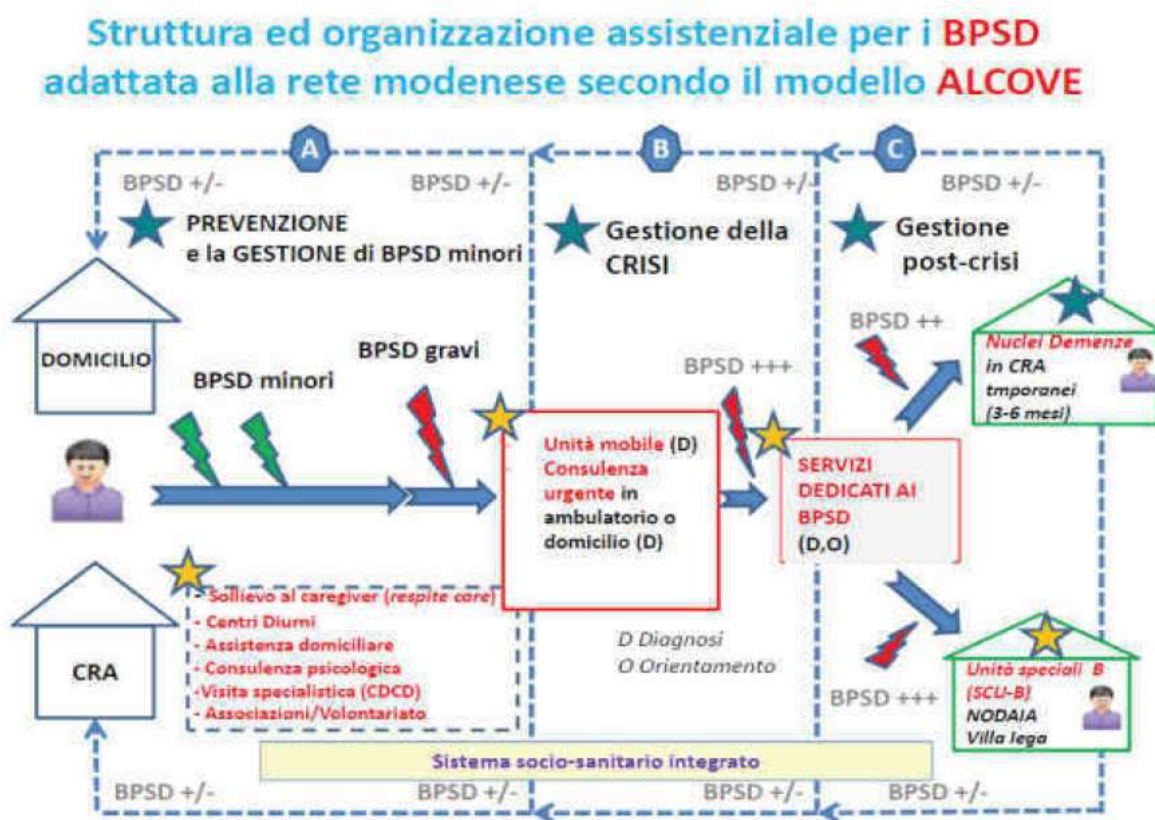 Struttura ed organizzazione assistenziale per i BPSD
adattata alla rete modenese secondo il modello ALCOVE
A
B
C
BPSD +/-
BPSD +/-
BPSD +/-
BPSD +/-
PREVENZIONE
e la GESTIONE di BPSD minori
Gestione della
CRISI
Gestione
post-crisi
DOMICILIO
BPSD minori
BPSD gravi
BPSD +++
BPSD ++
Nuclei Demenze
in CRA
tmporanei
(3-6 mesi)
- Unità mobile (D)
- Consulenza
urgente in
ambulatorio o
domicilio (D)
SERVIZI
DEDICATI AI
BPSD
(D,O)
CRA
- Sollievo al caregiver (respite care)
- Centri Diurni
- Assistenza domiciliare
- Consulenza psicologica
-Visita specialistica (CDCD)
- Associazioni/Volontariato
D Diagnosi
O Orientamento
BPSD +++
Unità speciali B
(SCU-B)
NODAIA
Villa lega
Sistema socio-sanitario integrato
BPSD +/-
BPSD +/-
BPSD +/-
BPSD +/-